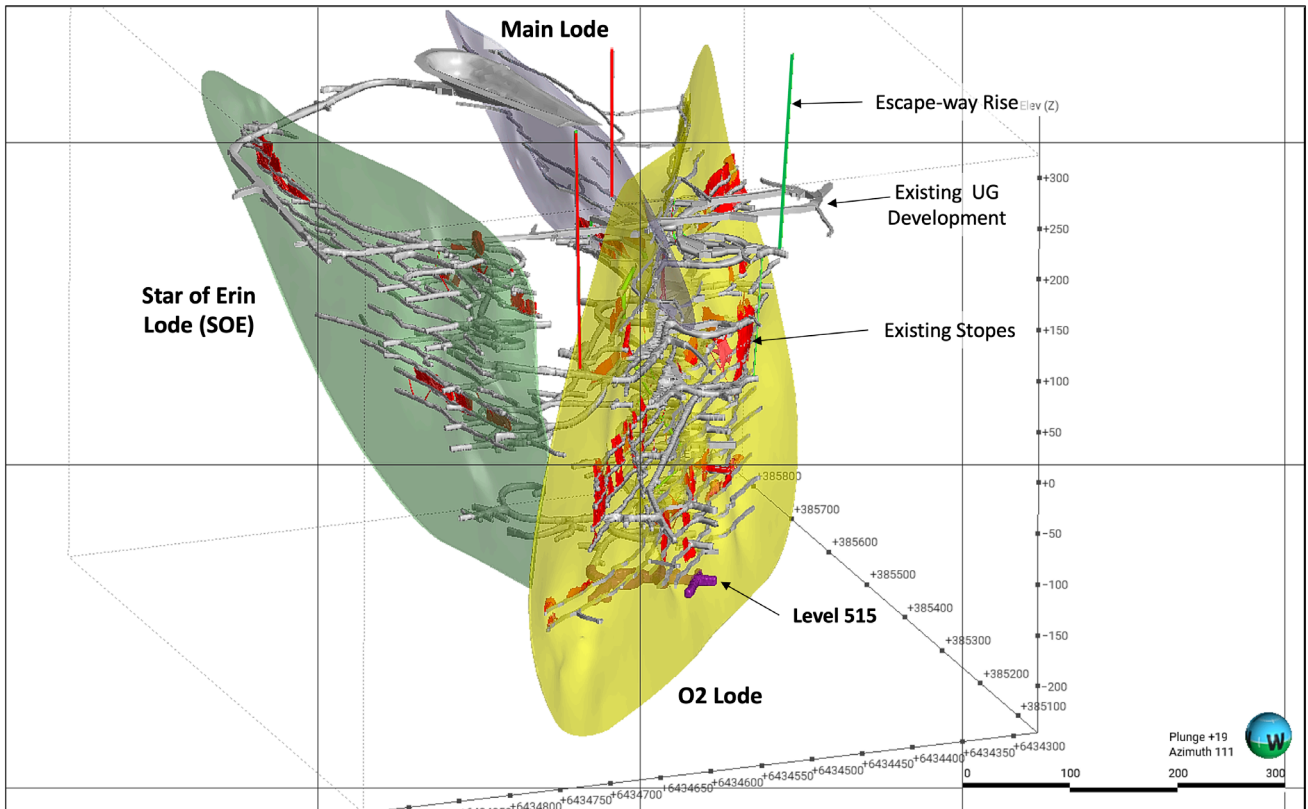 Main Lode
Escape-way Rise
Elev (Z)
+300
Existing UG
Development
+250
+200
Star of Erin
Lode (SOE)
Existing Stopes
+150
+100
+50
+385800
+0
+385700
-50
+385600
+385500
-100
+385400
Level 515
-150
+385300
+385200
-200
O2 Lode
+385100
Plunge +19
Azimuth 111
W
+6434300
+6434350
+6434400
+6434450
+6434500
+6434550
+6434600
+6434650
+6434700
+6434750
+6434800
0
100
200
300